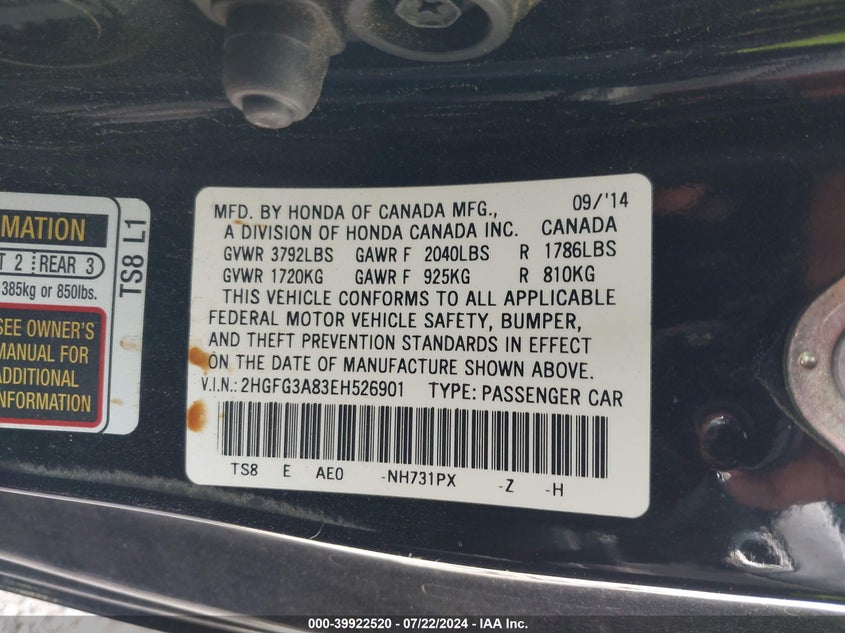 MATION
T 2 REAR 3
385kg or 850lbs.
SEE OWNER'S
MANUAL FOR
ADDITIONAL
INFORMATION
TS8 L1
MFD. BY HONDA OF CANADA MFG., 09/'14
A DIVISION OF HONDA CANADA INC. CANADA
GVWR 3792LBS GAWR F 2040LBS R 1786LBS
GVWR 1720KG GAWR F 925KG R 810KG
THIS VEHICLE CONFORMS TO ALL APPLICABLE
FEDERAL MOTOR VEHICLE SAFETY, BUMPER,
AND THEFT PREVENTION STANDARDS IN EFFECT
ON THE DATE OF MANUFACTURE SHOWN ABOVE.
V.I.N.: 2HGFG3A83EH526901 TYPE: PASSENGER CAR
TS8 E AE0 -NH731PX -Z -H
000-39922520 - 07/22/2024 - IAA Inc.